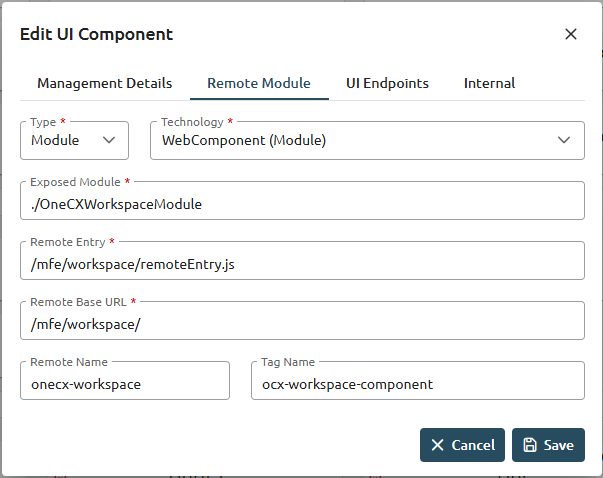 Edit UI Component
Management Details Remote Module UI Endpoints Internal
Type * Technology *
Module WebComponent (Module)
Exposed Module *
./OneCXWorkspaceModule
Remote Entry *
/mfe/workspace/remoteEntry.js
Remote Base URL *
/mfe/workspace/
Remote Name Tag Name
onecx-workspace ocx-workspace-component
Cancel Save